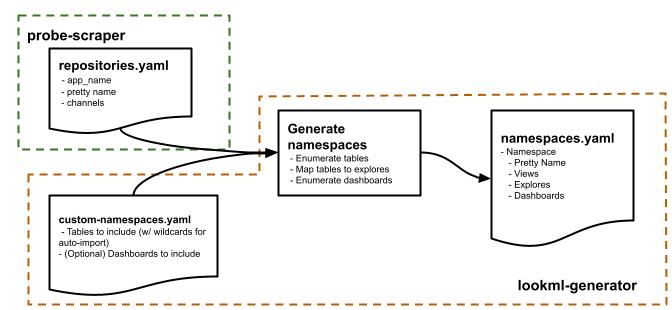 probe-scraper
repositories.yaml
- app_name
- pretty name
- channels
Generate
namespaces
- Enumerate tables
- Map tables to explores
- Enumerate dashboards
namespaces.yaml
- Namespace
- Pretty Name
- Views
- Explores
- Dashboards
custom-namespaces.yaml
- Tables to include (w/ wildcards for
auto-import)
- (Optional) Dashboards to include
lookml-generator